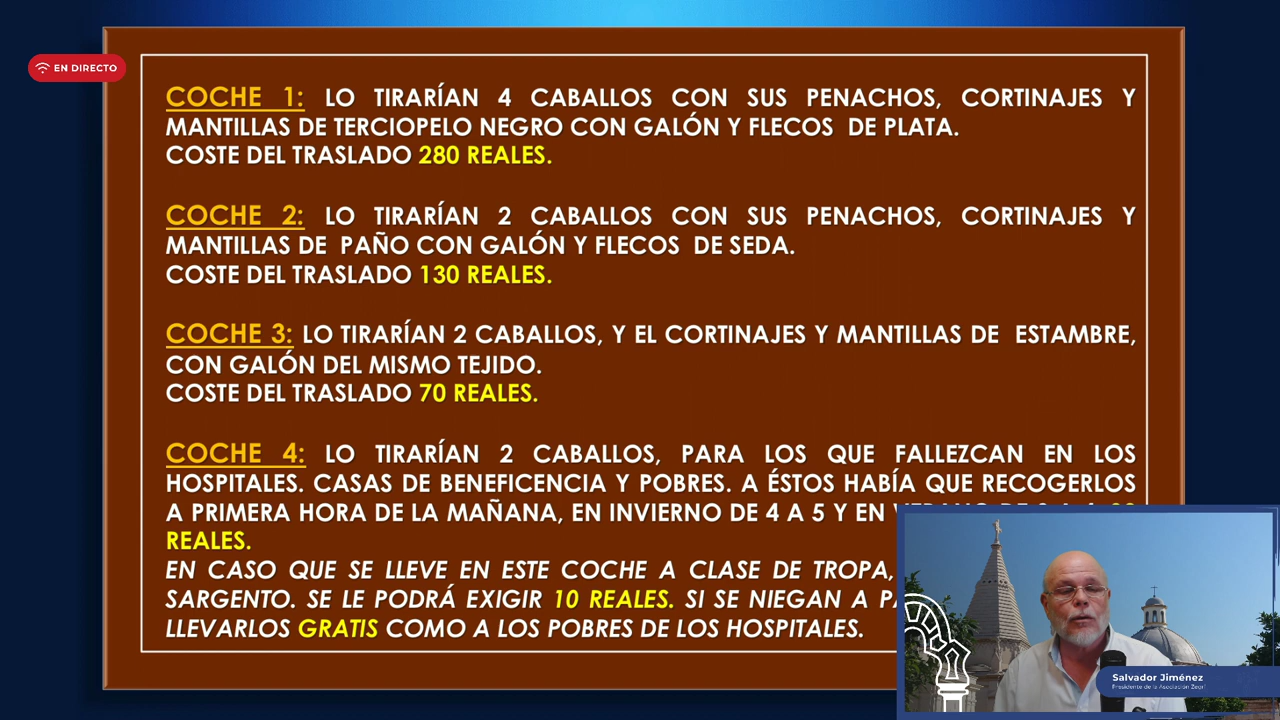 EN DIRECTO
COCHE 1: LO TIRARÍAN 4 CABALLOS CON SUS PENACHOS, CORTINAJES Y
MANTILLAS DE TERCIOPELO NEGRO CON GALÓN Y FLECOS DE PLATA.
COSTE DEL TRASLADO 280 REALES.
COCHE 2: LO TIRARÍAN 2 CABALLOS CON SUS PENACHOS, CORTINAJES Y
MANTILLAS DE PAÑO CON GALÓN Y FLECOS DE SEDA.
COSTE DEL TRASLADO 130 REALES.
COCHE 3: LO TIRARÍAN 2 CABALLOS, Y EL CORTINAJES Y MANTILLAS DE ESTAMBRE,
CON GALÓN DEL MISMO TEJIDO.
COSTE DEL TRASLADO 70 REALES.
COCHE 4: LO TIRARÍAN 2 CABALLOS, PARA LOS QUE FALLEZCAN EN LOS
HOSPITALES. CASAS DE BENEFICENCIA Y POBRES. A ÉSTOS HABÍA QUE RECOGERLOS
A PRIMERA HORA DE LA MAÑANA, EN INVIERNO DE 4 A 5 Y EN
REALES.
EN CASO QUE SE LLEVE EN ESTE COCHE A CLASE DE TROPA,
SARGENTO. SE LE PODRÁ EXIGIR 10 REALES. SI SE NIEGAN A
LLEVARLOS GRATIS COMO A LOS POBRES DE LOS HOSPITALES.
Salvador Jiménez
Presidente de la Asociación